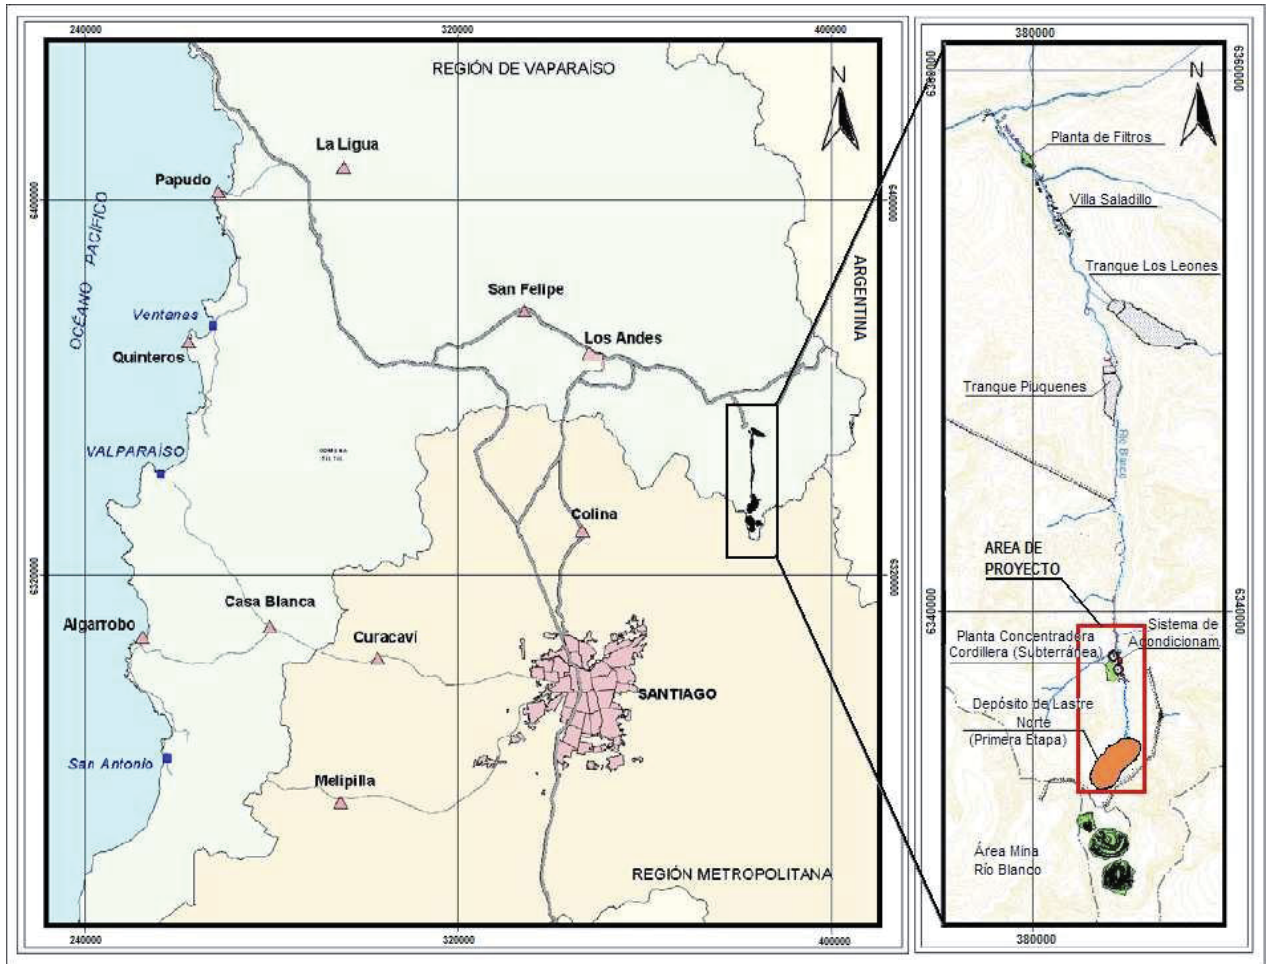 240000
320000
400000
REGIÓN DE VAPARAÍSO
N
La Ligua
Papudo
6400000
6400000
OCÉANO PACÍFICO
ARGENTINA
San Felipe
Ventanas
Los Andes
Quinteros
VALPARAÍSO
Colina
6320000
6320000
Casa Blanca
Algarrobo
Curacaví
SANTIAGO
San Antonio
Melipilla
REGIÓN METROPOLITANA
240000
320000
400000
380000
6360000
6360000
N
Planta de Filtros
Villa Saladillo
Tranque Los Leones
Tranque Piuquenes
Río Blanco
AREA DE
PROYECTO
6340000
6340000
Sistema de
Acondicionam.
Planta Concentradora
Cordillera (Subterránea)
Depósito de Lastre
Norte
(Primera Etapa)
Área Mina
Río Blanco
380000